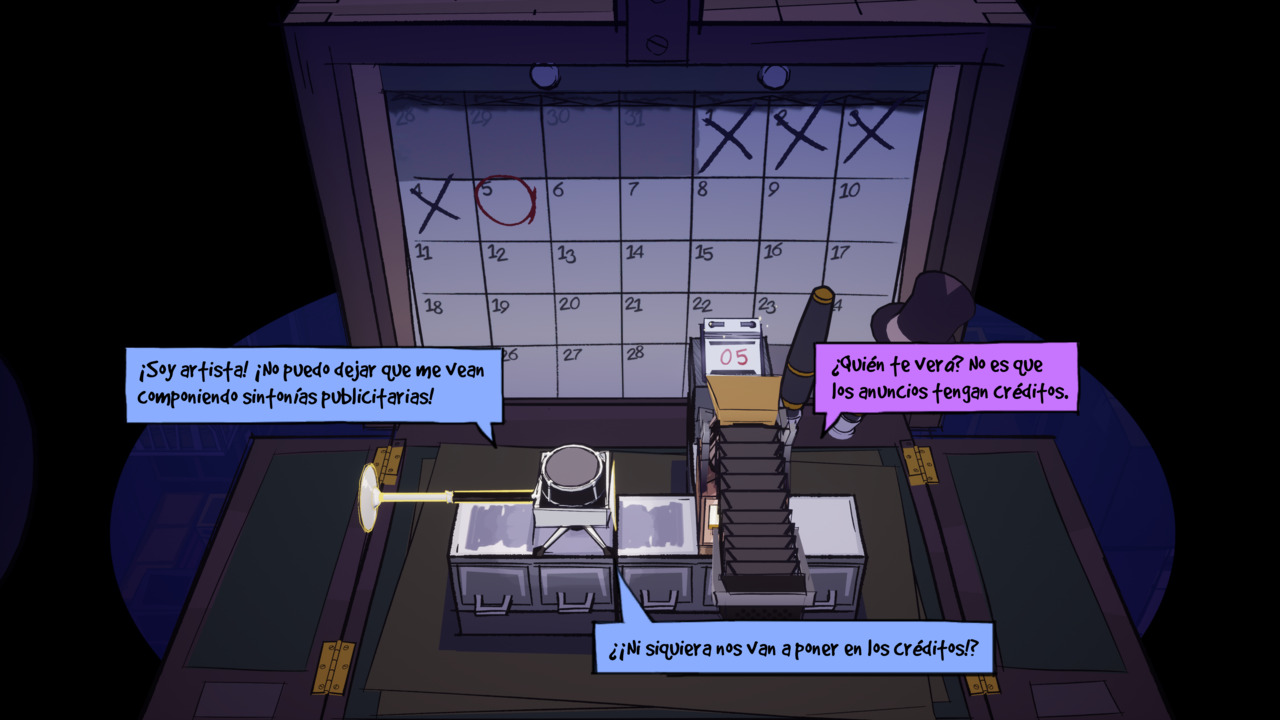 28 29 30 31 1 2 3
4 5 6 7 8 9 10
11 12 13 14 15 16 17
18 19 20 21 22 23
26 27 28
05
¡Soy artista! ¡No puedo dejar que me vean
componiendo sintonías publicitarias!
¿Quién te verá? No es que
los anuncios tengan créditos.
¿¡Ni siquiera nos van a poner en los créditos!?